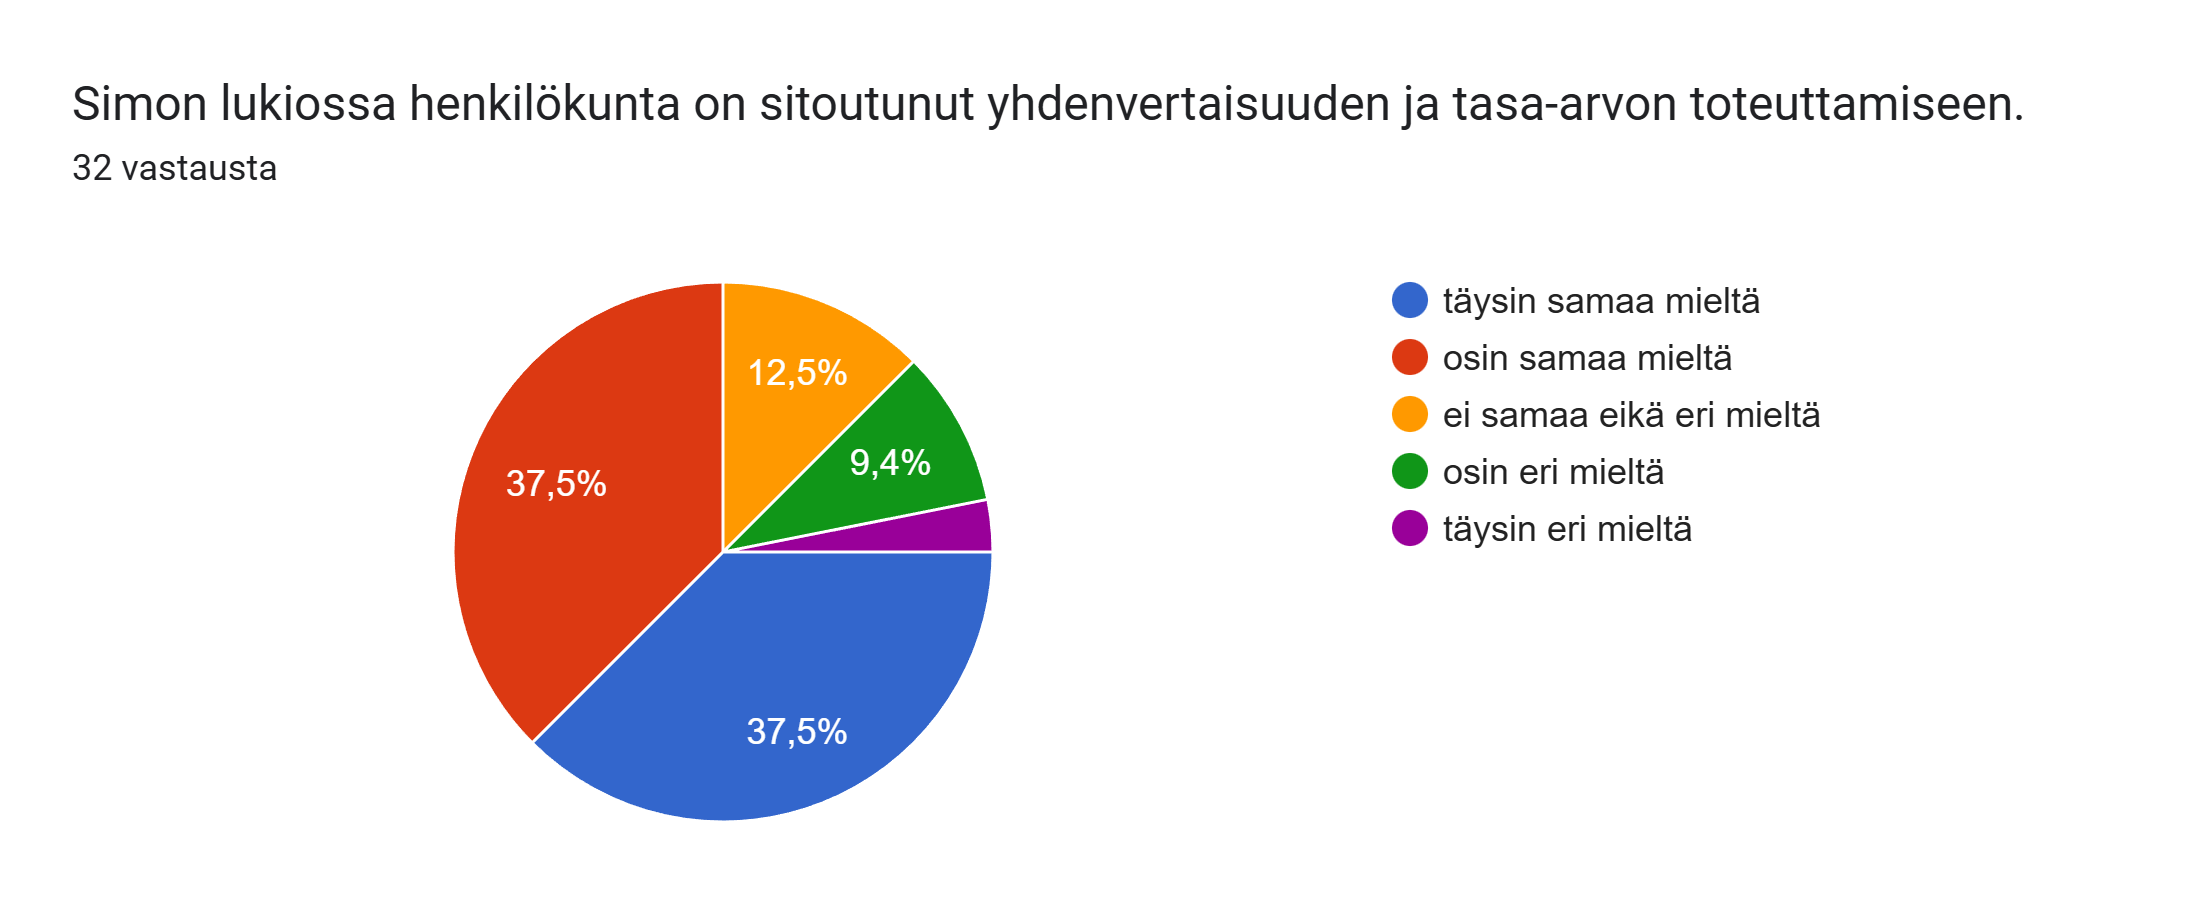 Simon lukiossa henkilökunta on sitoutunut yhdenvertaisuuden ja tasa-arvon toteuttamiseen.
32 vastausta
täysin samaa mieltä
osin samaa mieltä
ei samaa eikä eri mieltä
osin eri mieltä
täysin eri mieltä
12,5%
9,4%
37,5%
37,5%